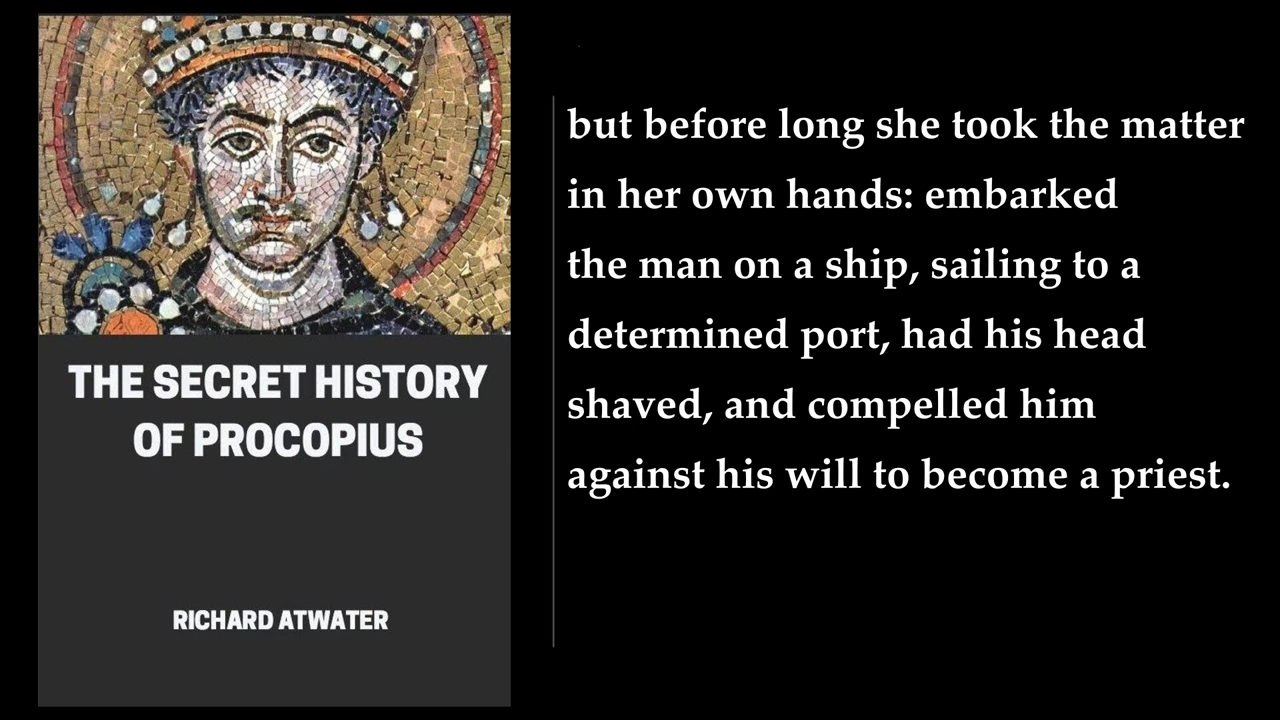 THE SECRET HISTORY
OF PROCOPIUS
RICHARD ATWATER
but before long she took the matter
in her own hands: embarked
the man on a ship, sailing to a
determined port, had his head
shaved, and compelled him
against his will to become a priest.